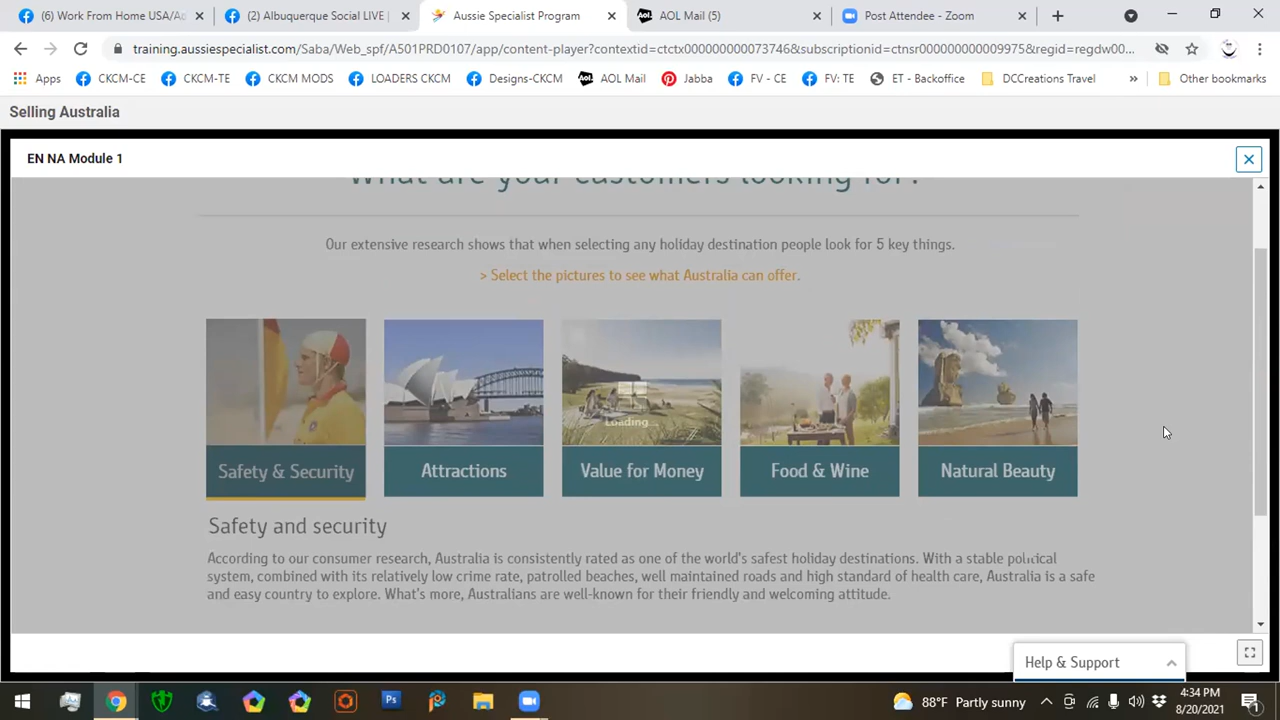 (6) Work From Home USA/Ap
(2) Albuquerque Social LIVE |
Aussie Specialist Program
AOL Mail (5)
Post Attendee - Zoom
training.aussiespecialist.com/Saba/Web_spf/A501PRD0107/app/content-player?contextid=ctctx000000000073746&subscriptionid=ctnsr000000000009975&regid=regdw00...
Apps
CKCM-CE
CKCM-TE
CKCM MODS
LOADERS CKCM
Designs-CKCM
Aol.
AOL Mail
Jabba
FV - CE
FV: TE
ET - Backoffice
DCCreations Travel
»
Other bookmarks
Selling Australia
EN NA Module 1
What are your customers looking for?
Our extensive research shows that when selecting any holiday destination people look for 5 key things.
> Select the pictures to see what Australia can offer.
Loading...
Safety & Security
Attractions
Value for Money
Food & Wine
Natural Beauty
Safety and security
According to our consumer research, Australia is consistently rated as one of the world's safest holiday destinations. With a stable political
system, combined with its relatively low crime rate, patrolled beaches, well maintained roads and high standard of health care, Australia is a safe
and easy country to explore. What's more, Australians are well-known for their friendly and welcoming attitude.
Help & Support
Ps
88°F Partly sunny
4:34 PM
8/20/2021
1